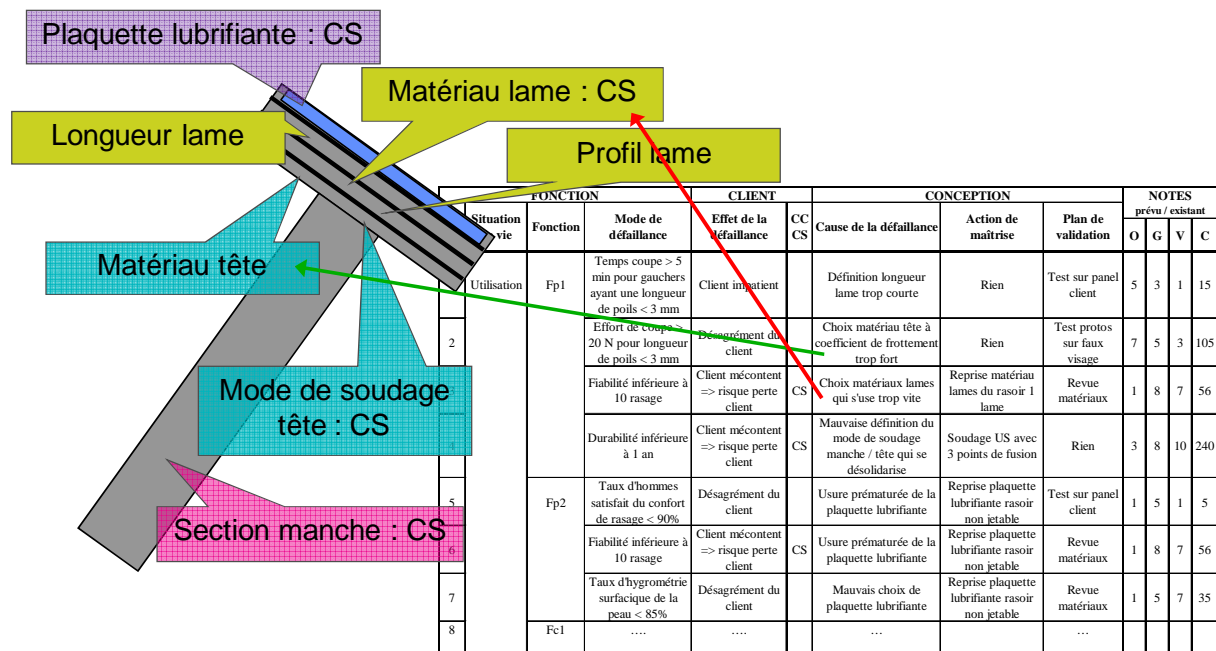 Plaquette lubrifiante : CS
Matériau lame : CS
Longueur lame
Profil lame
Matériau tête
Mode de soudage
tête : CS
Section manche : CS
FONCTION
CLIENT
CONCEPTION
NOTES
prévu / existant
Situation
vie
Fonction
Mode de
défaillance
Effet de la
défaillance
CC
CS
Cause de la défaillance
Action de
maîtrise
Plan de
validation
O
G
V
C
Utilisation
Fp1
Temps coupe > 5
min pour gauchers
ayant une longueur
de poils < 3 mm
Client impatient
Définition longueur
lame trop courte
Rien
Test sur panel
client
5
3
1
15
2
Effort de coupe >
20 N pour longueur
de poils < 3 mm
Désagrément du
client
Choix matériau tête à
coefficient de frottement
trop fort
Rien
Test protos
sur faux
visage
7
5
3
105
Fiabilité inférieure à
10 rasage
Client mécontent
=> risque perte
client
CS
Choix matériaux lames
qui s'use trop vite
Reprise matériau
lames du rasoir 1
lame
Revue
matériaux
1
8
7
56
Durabilité inférieure
à 1 an
Client mécontent
=> risque perte
client
CS
Mauvaise définition du
mode de soudage
manche / tête qui se
désolidarise
Soudage US avec
3 points de fusion
Rien
3
8
10
240
5
Fp2
Taux d'hommes
satisfait du confort
de rasage < 90%
Désagrément du
client
Usure prématurée de la
plaquette lubrifiante
Reprise plaquette
lubrifiante rasoir
non jetable
Test sur panel
client
1
5
1
5
6
Fiabilité inférieure à
10 rasage
Client mécontent
=> risque perte
client
CS
Usure prématurée de la
plaquette lubrifiante
Reprise plaquette
lubrifiante rasoir
non jetable
Revue
matériaux
1
8
7
56
7
Taux d'hygrométrie
surfacique de la
peau < 85%
Désagrément du
client
Mauvais choix de
plaquette lubrifiante
Reprise plaquette
lubrifiante rasoir
non jetable
Revue
matériaux
1
5
7
35
8
Fc1
….
….
…
…